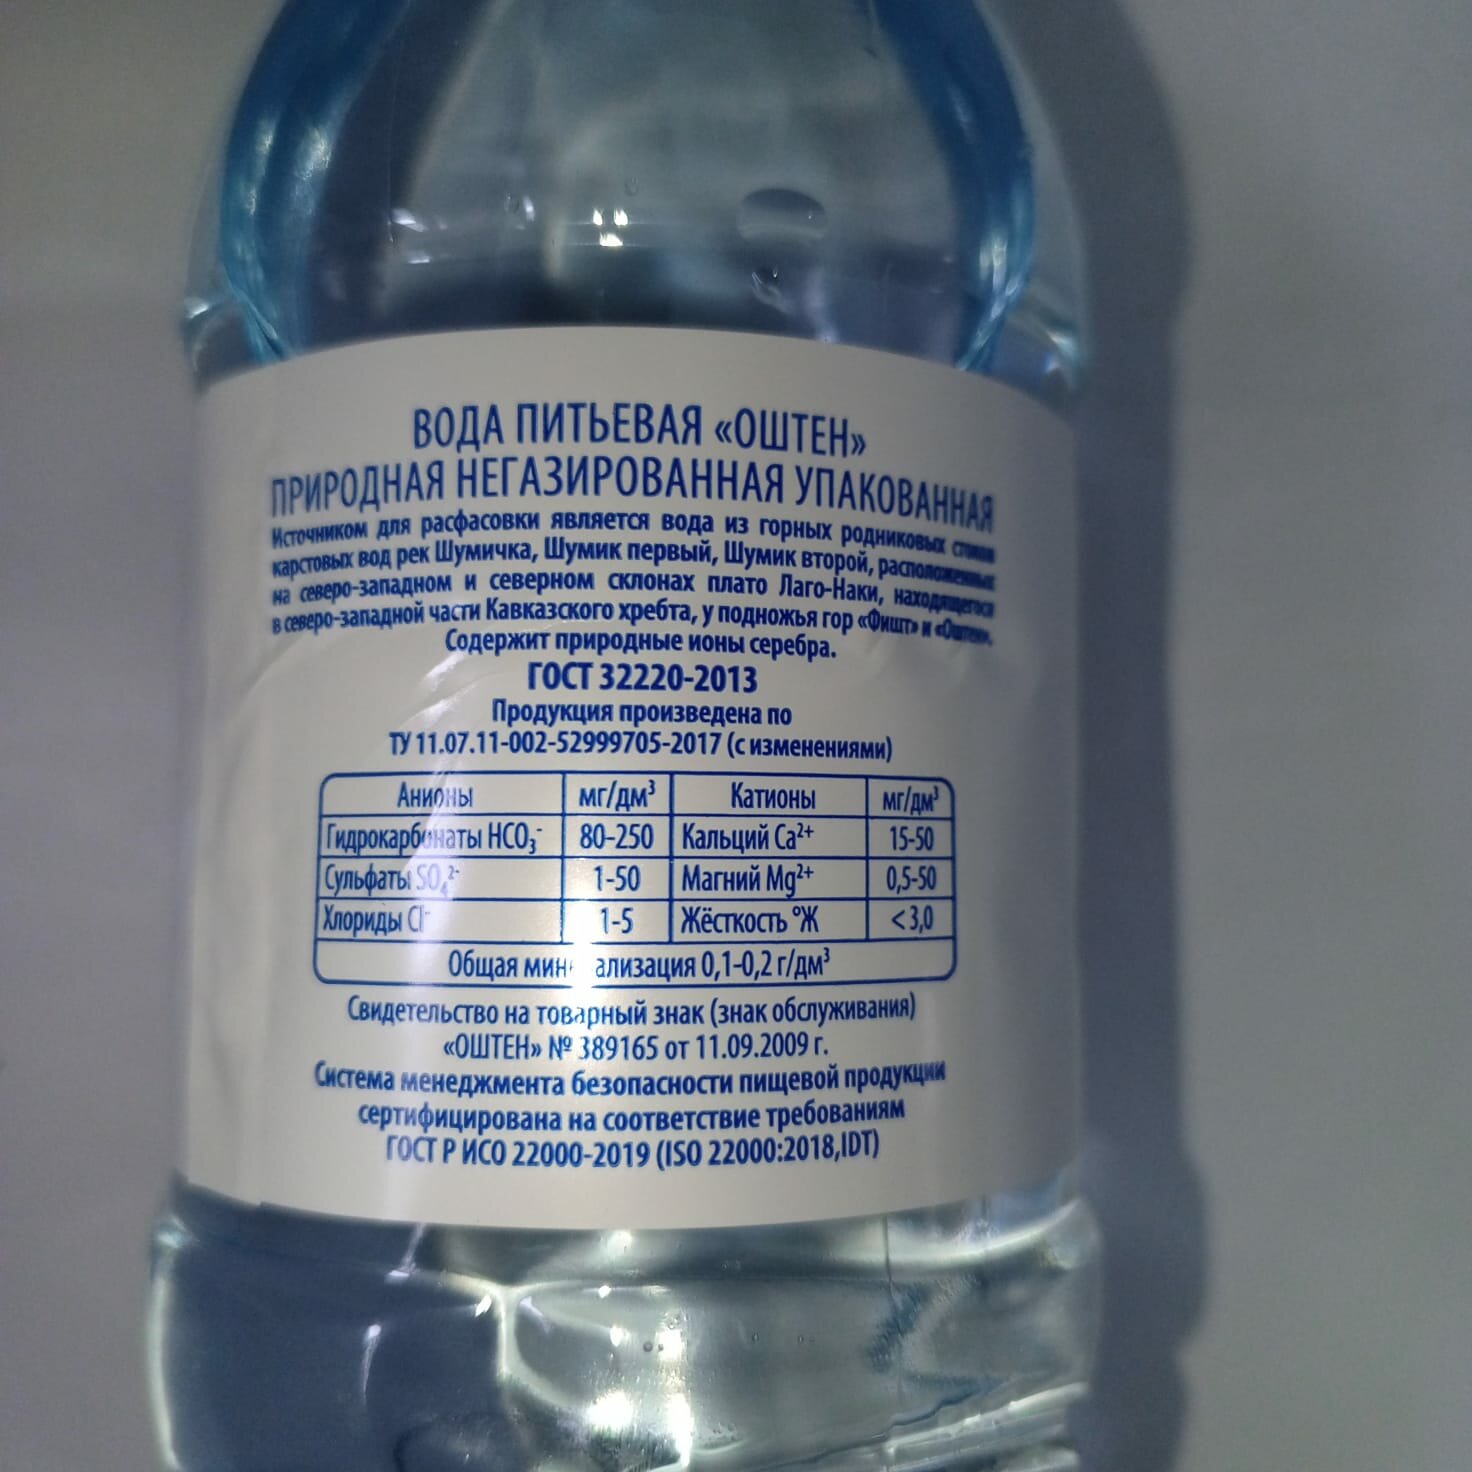 ВОДА ПИТЬЕВАЯ «ОШТЕН»
ПРИРОДНАЯ НЕГАЗИРОВАННАЯ УПАКОВАННАЯ
Источником для расфасовки является вода из горных родниковых стоков
карстовых вод рек Шумичка, Шумик первый, Шумик второй, расположенных
на северо-западном и северном склонах плато Лаго-Наки, находящегося
в северо-западной части Кавказского хребта, у подножья гор «Фишт» и «Оштен».
Содержит природные ионы серебра.
ГОСТ 32220-2013
Продукция произведена по
ТУ 11.07.11-002-52999705-2017 (с изменениями)
Анионы мг/дм³ Катионы мг/дм³
Гидрокарбонаты HCO₃⁻ 80-250 Кальций Ca²⁺ 15-50
Сульфаты SO₄²⁻ 1-50 Магний Mg²⁺ 0,5-50
Хлориды Cl⁻ 1-5 Жёсткость °Ж <3,0
Общая минерализация 0,1-0,2 г/дм³
Свидетельство на товарный знак (знак обслуживания)
«ОШТЕН» № 389165 от 11.09.2009 г.
Система менеджмента безопасности пищевой продукции
сертифицирована на соответствие требованиям
ГОСТ Р ИСО 22000-2019 (ISO 22000:2018,IDT)